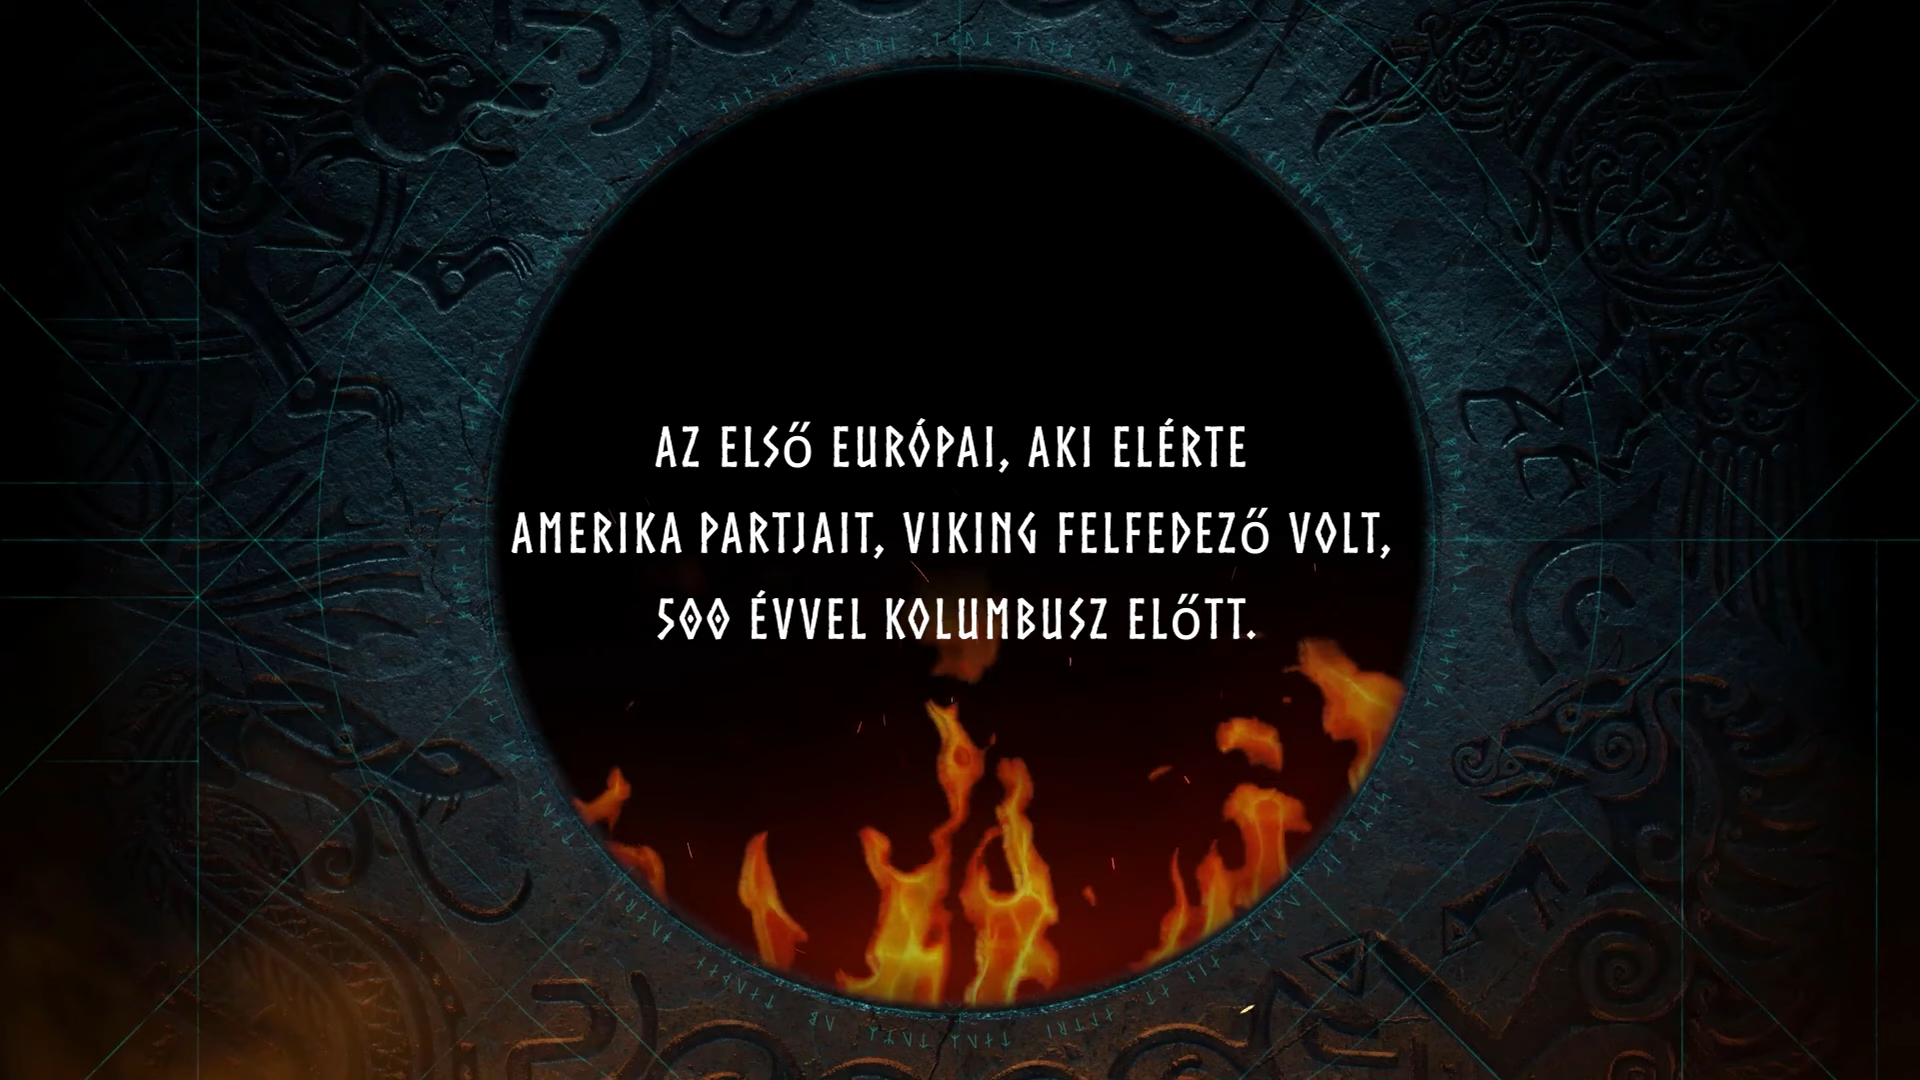 AZ ELSŐ EURÓPAI, AKI ELÉRTE
AMERIKA PARTJAIT, VIKING FELFEDEZŐ VOLT,
500 ÉVVEL KOLUMBUSZ ELŐTT.